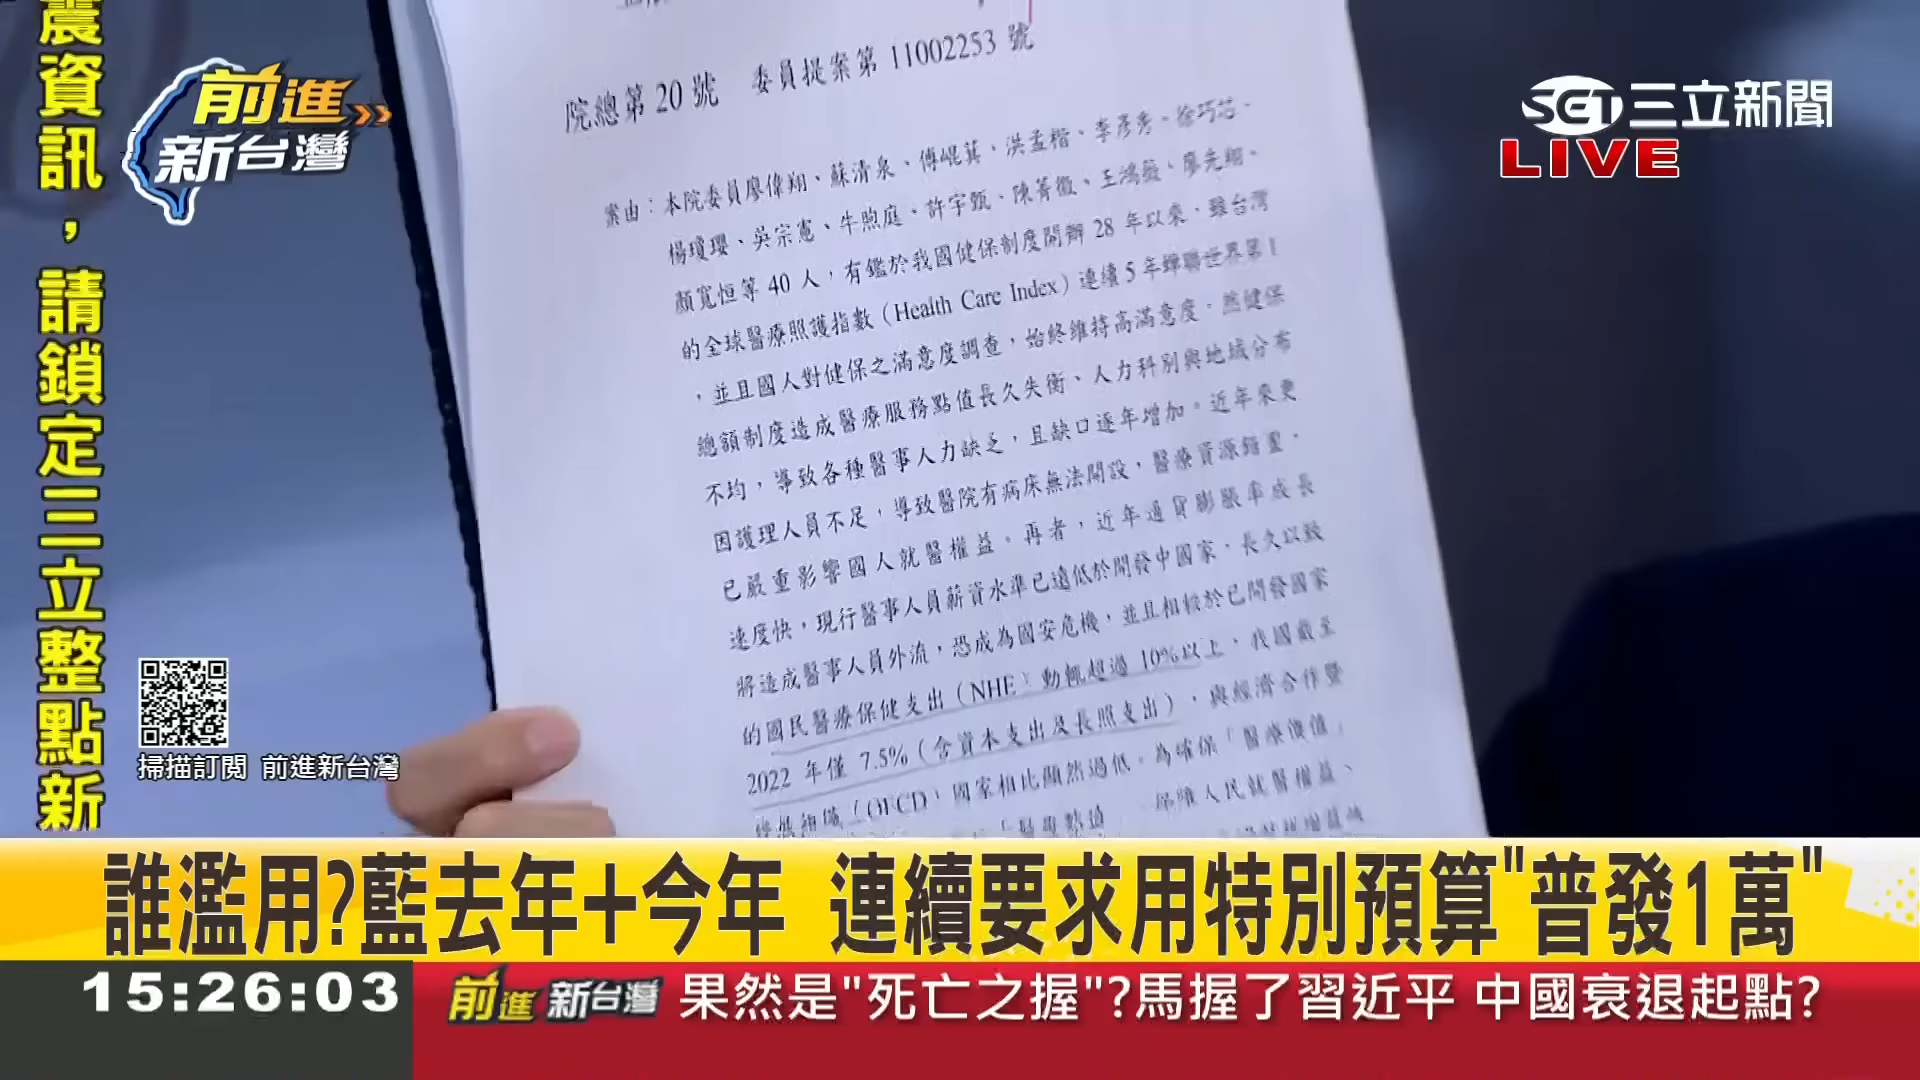 農資訊，請鎖定三立整點新
前進
新台灣
SET三立新聞
LIVE
院總第20號 委員提案第11002253號
案由：本院委員廖偉翔、蘇清泉、傅崐萁、洪孟楷、李彥秀、徐巧芯、
楊瓊瓔、吳宗憲、牛煦庭、許宇甄、陳菁徽、王鴻薇、廖先翔、
顏寬恒等40人，有鑑於我國健保制度開辦28年以來，雖台灣
的全球醫療照護指數（Health Care Index）連續5年蟬聯世界第1
，並且國人對健保之滿意度調查，始終維持高滿意度，然健保
總額制度造成醫療服務點值長久失衡、人力科別與地域分布
不均，導致各種醫事人力缺乏，且缺口逐年增加。近年來更
因護理人員不足，導致醫院有病床無法開設，醫療資源錯置，
已嚴重影響國人就醫權益。再者，近年通貨膨脹率成長
速度快，現行醫事人員薪資水準已遠低於開發中國家，長久以致
將造成醫事人員外流，恐成為國安危機，並且相較於已開發國家
的國民醫療保健支出（NHE）動輒超過10%以上，我國截至
2022年僅7.5%（含資本支出及長照支出），與經濟合作暨
（OECD）國家相比顯然過低。為確保「醫療價值」
保障人民就醫權益、
掃描訂閱 前進新台灣
誰濫用?藍去年+今年 連續要求用特別預算"普發1萬"
15:26:03
前進新台灣 果然是"死亡之握"?馬握了習近平 中國衰退起點?